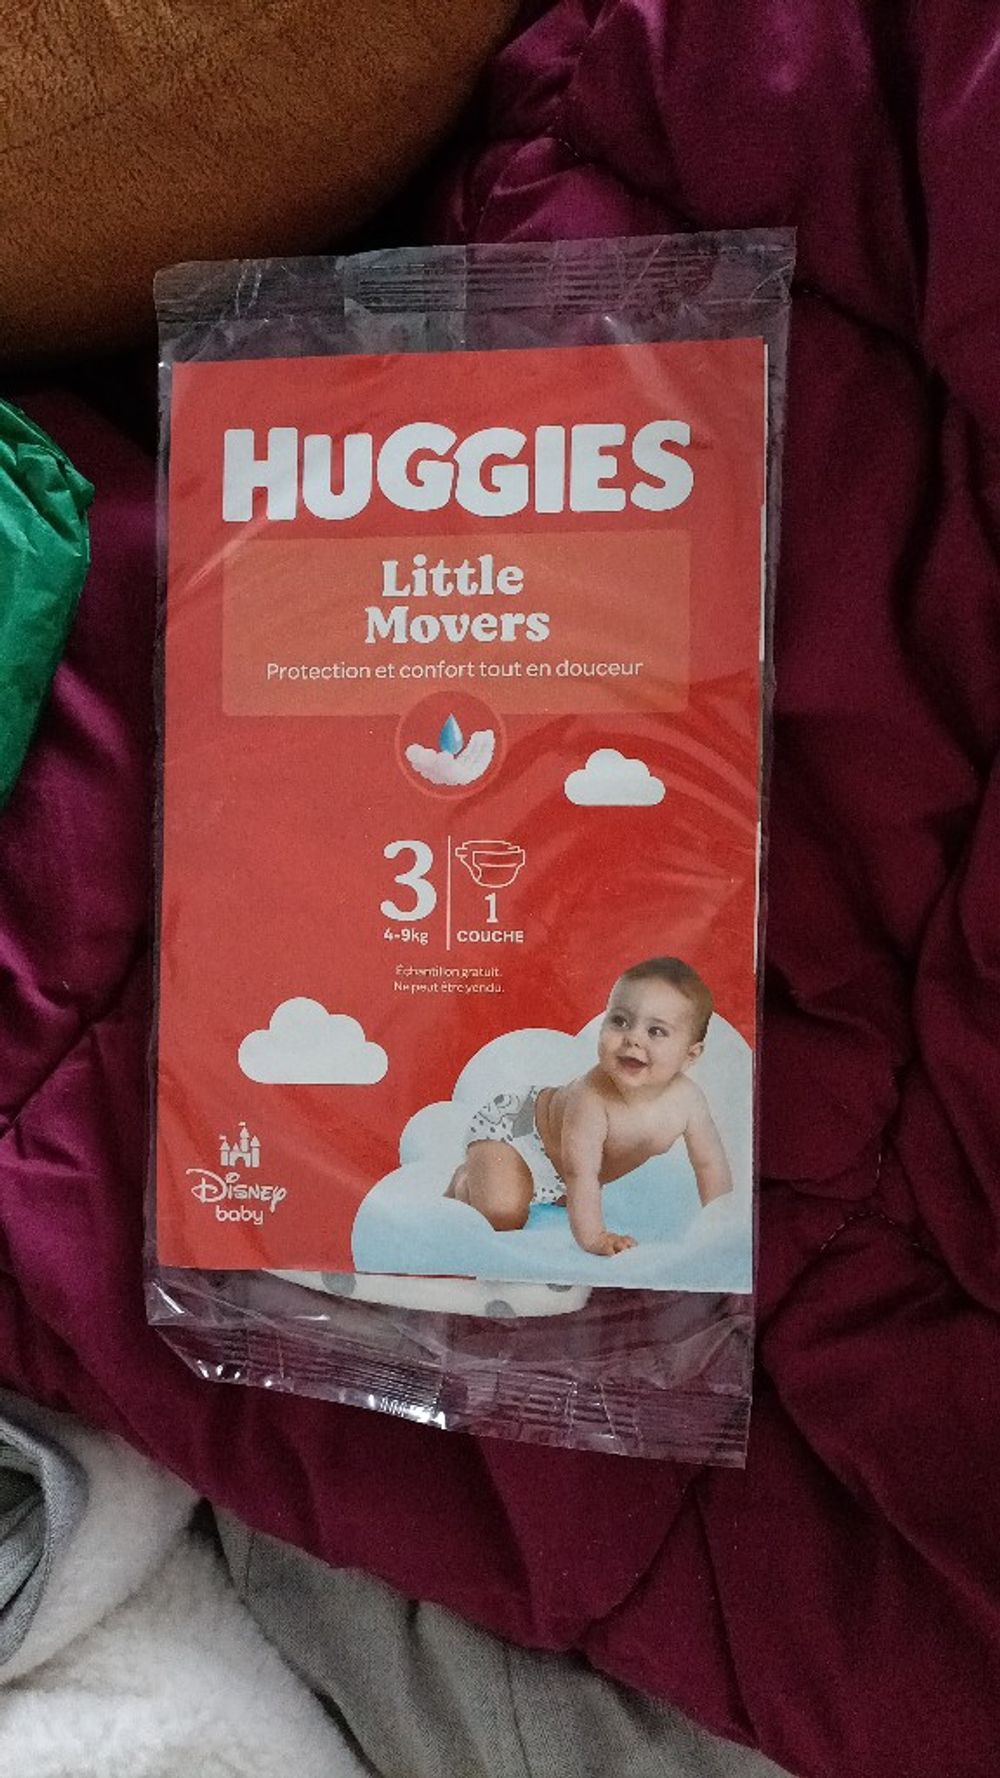 HUGGIES
Little
Movers
Protection et confort tout en douceur
3
4-9kg
1
COUCHE
Échantillon gratuit.
Ne peut être vendu.
Disney
baby